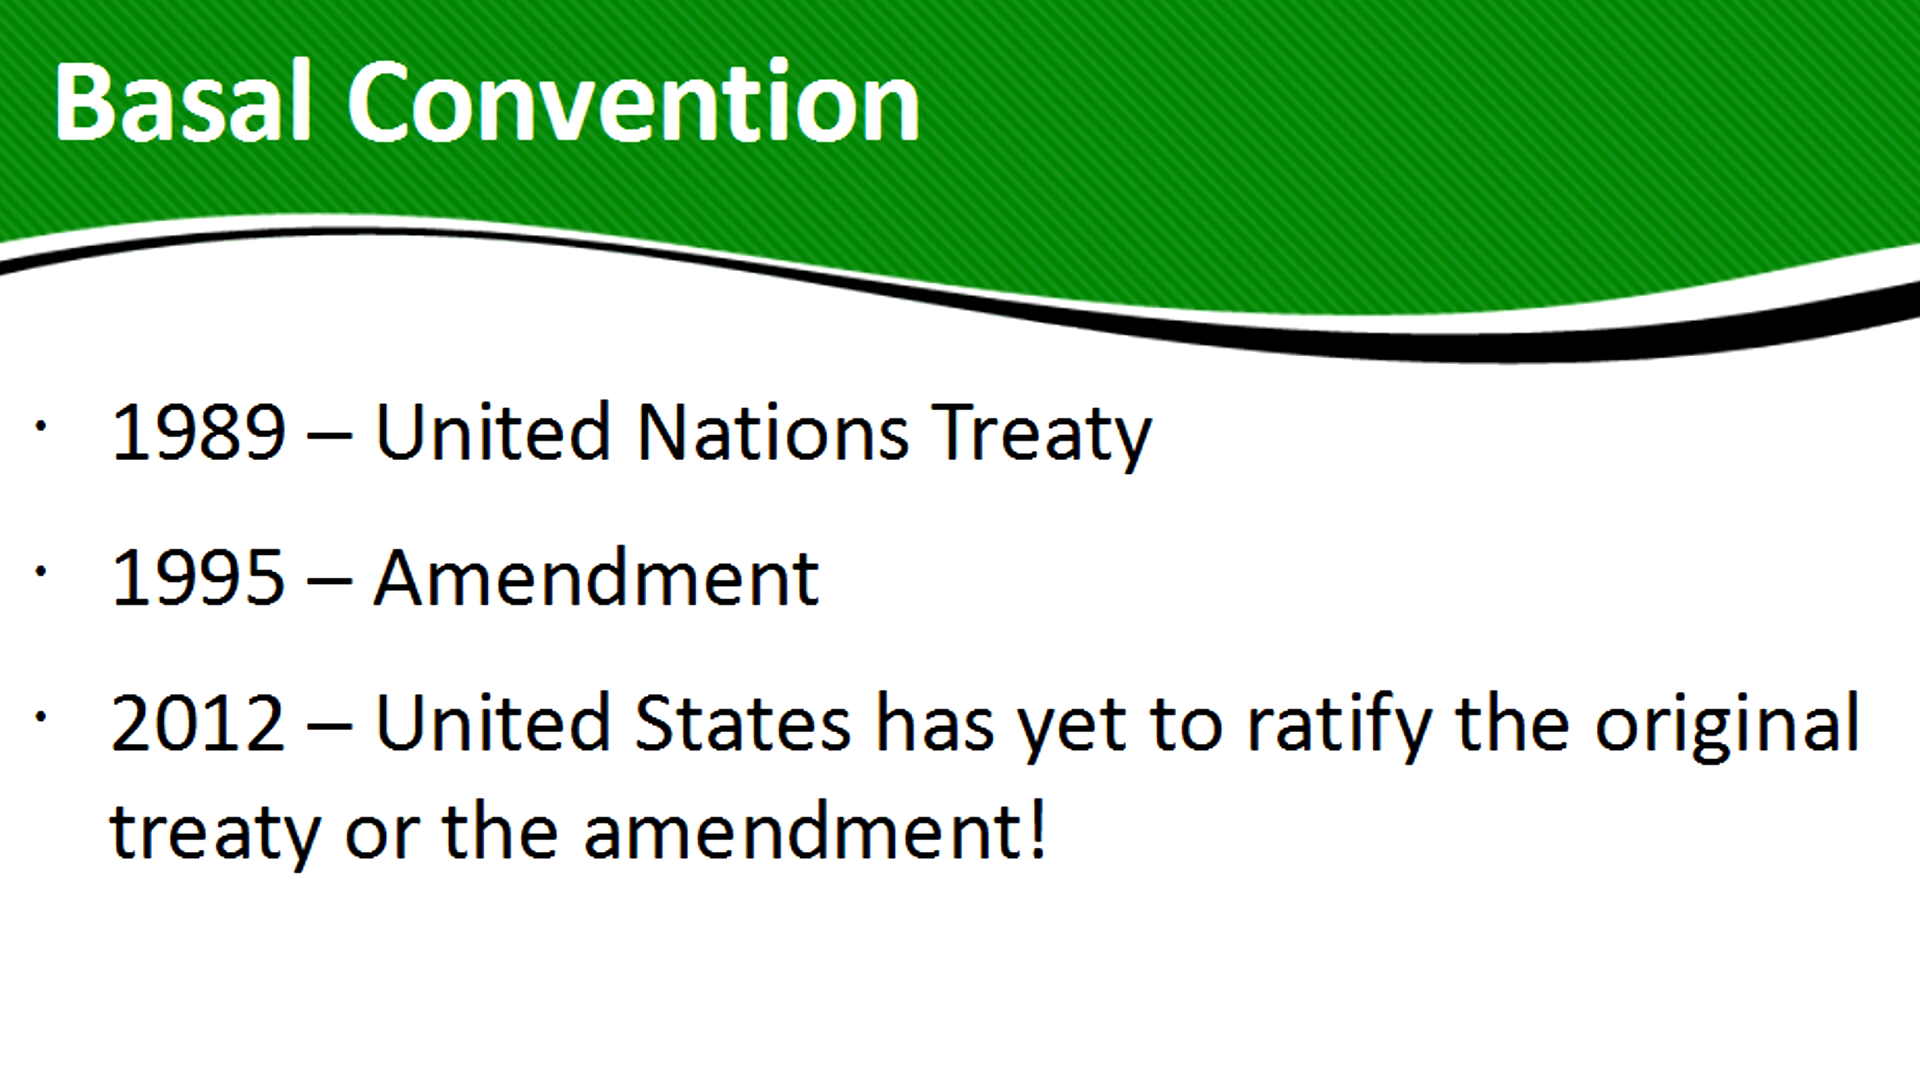 Basal Convention
· 1989 – United Nations Treaty
· 1995 – Amendment
· 2012 – United States has yet to ratify the original
treaty or the amendment!